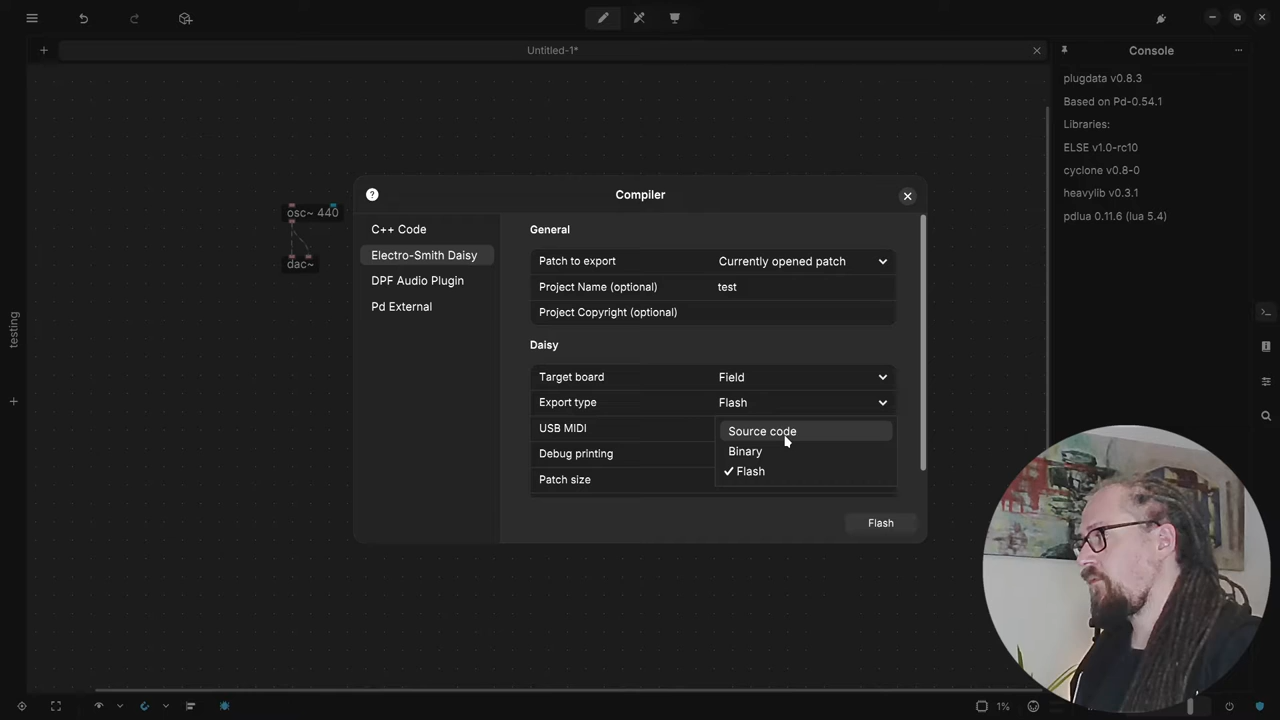 Untitled-1*
Console
plugdata v0.8.3
Based on Pd-0.54.1
Libraries:
ELSE v1.0-rc10
cyclone v0.8-0
heavylib v0.3.1
pdlua 0.11.6 (lua 5.4)
testing
osc~ 440
dac~
?
Compiler
C++ Code
Electro-Smith Daisy
DPF Audio Plugin
Pd External
General
Patch to export
Currently opened patch
Project Name (optional)
test
Project Copyright (optional)
Daisy
Target board
Field
Export type
Flash
USB MIDI
Debug printing
Patch size
Source code
Binary
Flash
Flash
1%